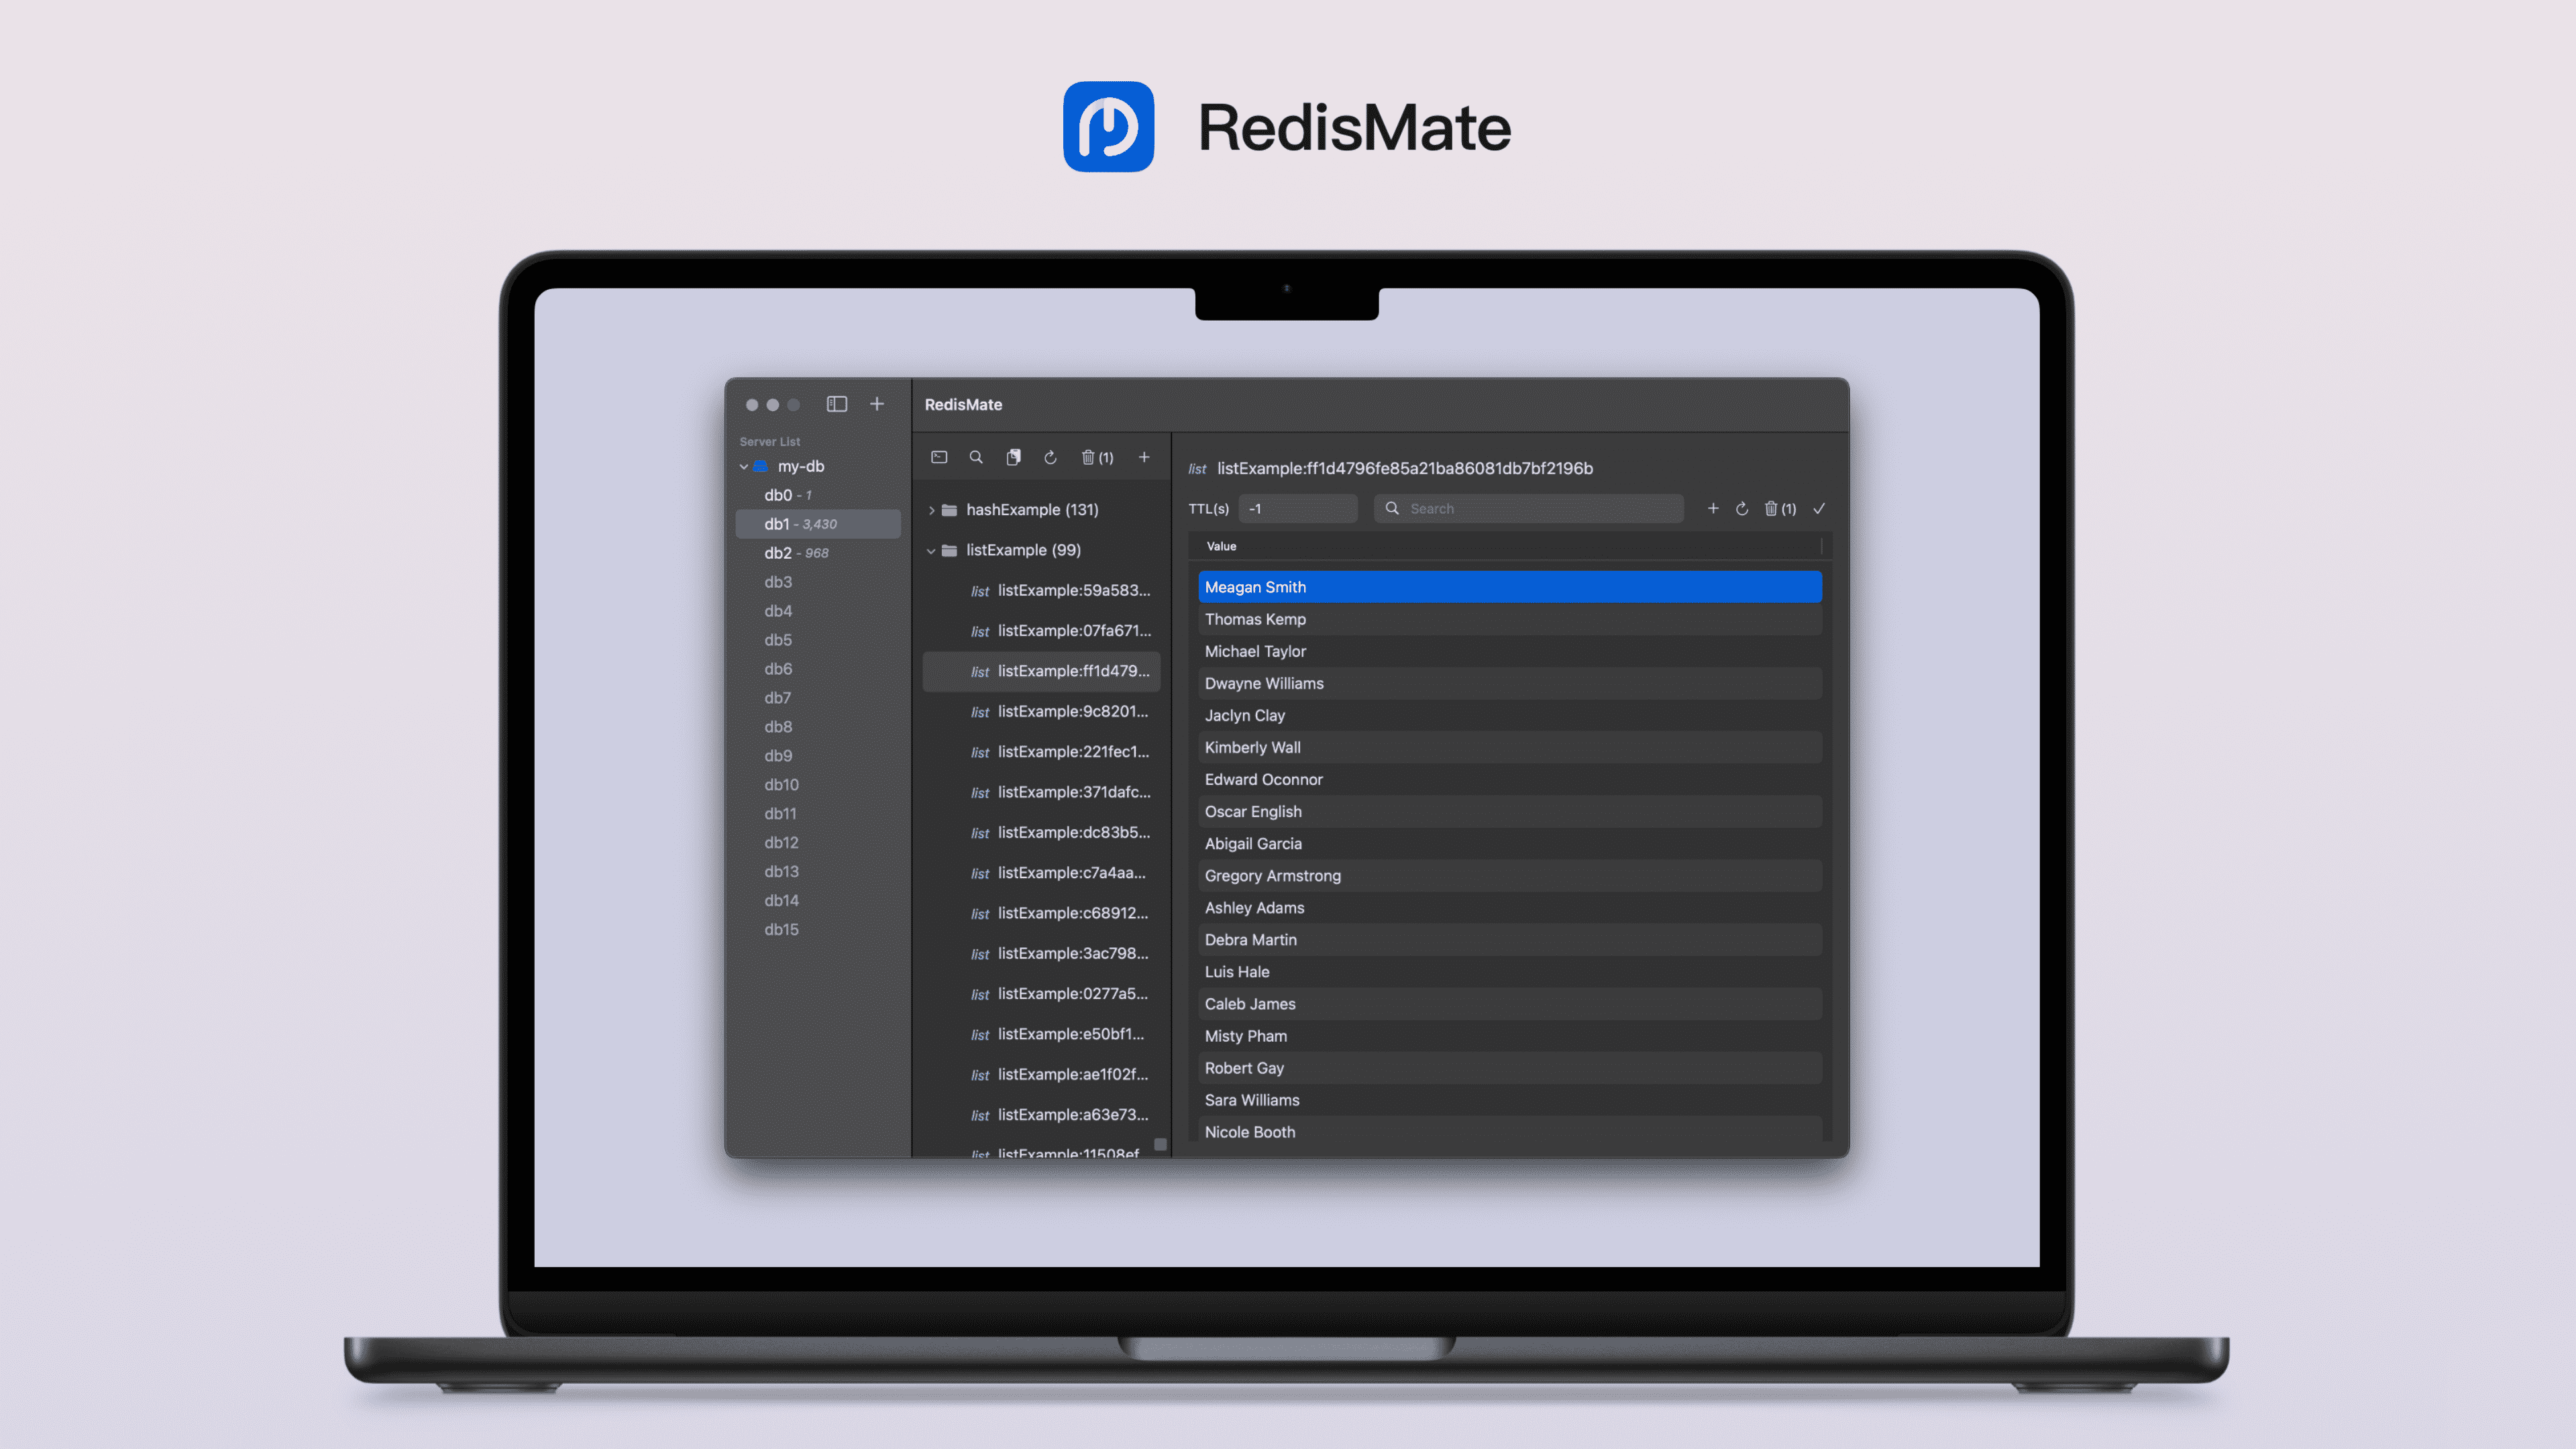 RedisMate
RedisMate
Server List
my-db
db0 - 1
db1 - 3,430
db2 - 968
db3
db4
db5
db6
db7
db8
db9
db10
db11
db12
db13
db14
db15
(1)
hashExample (131)
listExample (99)
list listExample:59a583...
list listExample:07fa671...
list listExample:ff1d479...
list listExample:9c8201...
list listExample:221fec1...
list listExample:371dafc...
list listExample:dc83b5...
list listExample:c7a4aa...
list listExample:c68912...
list listExample:3ac798...
list listExample:0277a5...
list listExample:e50bf1...
list listExample:ae1f02f...
list listExample:a63e73...
list listExample:11508ef
list listExample:ff1d4796fe85a21ba86081db7bf2196b
TTL(s) -1 Search (1)
Value
Meagan Smith
Thomas Kemp
Michael Taylor
Dwayne Williams
Jaclyn Clay
Kimberly Wall
Edward Oconnor
Oscar English
Abigail Garcia
Gregory Armstrong
Ashley Adams
Debra Martin
Luis Hale
Caleb James
Misty Pham
Robert Gay
Sara Williams
Nicole Booth